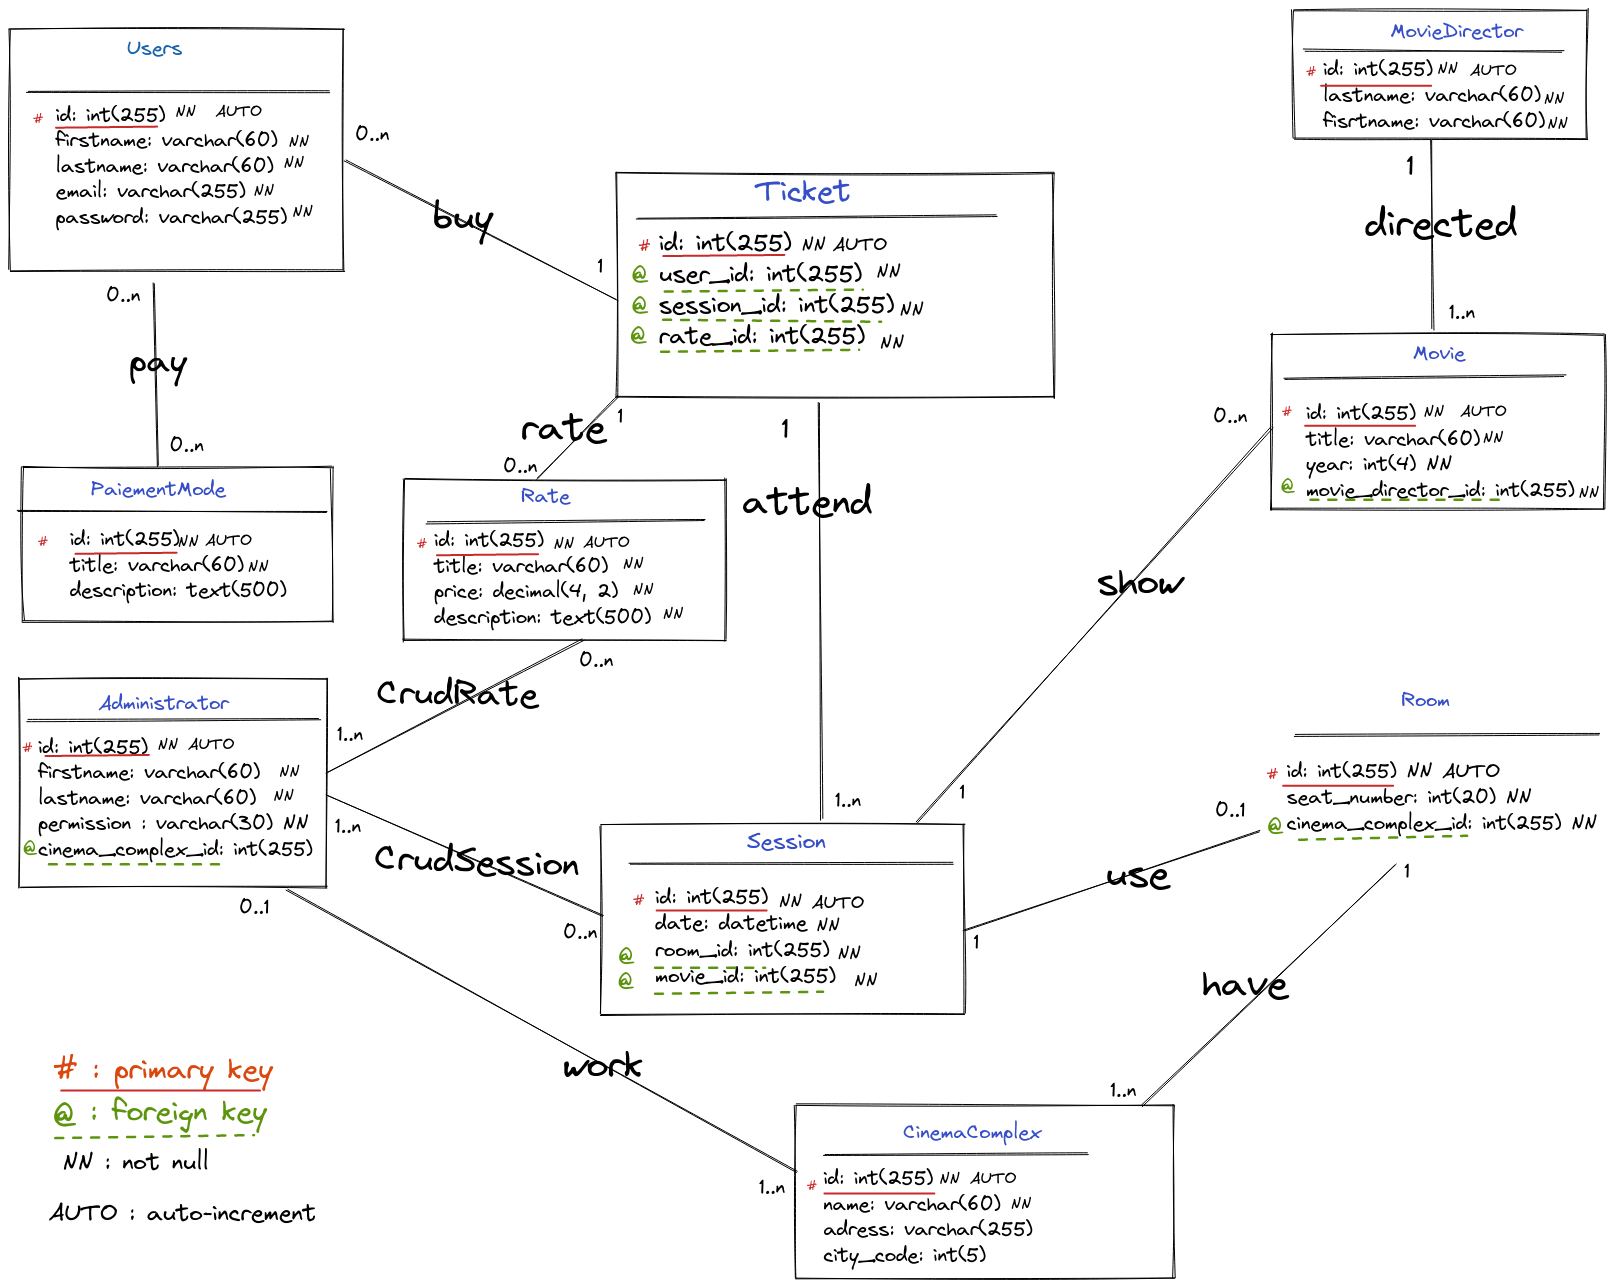 Users
# id: int(255) NN AUTO
firstname: varchar(60) NN
lastname: varchar(60) NN
email: varchar(255) NN
password: varchar(255) NN
0..n
buy
1
0..n
pay
0..n
MovieDirector
# id: int(255) NN AUTO
lastname: varchar(60) NN
fisrtname: varchar(60) NN
1
directed
1..n
Ticket
# id: int(255) NN AUTO
@ user_id: int(255) NN
@ session_id: int(255) NN
@ rate_id: int(255) NN
1
rate
0..n
1
attend
1..n
Movie
# id: int(255) NN AUTO
title: varchar(60) NN
year: int(4) NN
@ movie_director_id: int(255) NN
0..n
show
1
PaiementMode
# id: int(255) NN AUTO
title: varchar(60) NN
description: text(500)
Rate
# id: int(255) NN AUTO
title: varchar(60) NN
price: decimal(4, 2) NN
description: text(500) NN
0..n
CrudRate
1..n
Administrator
# id: int(255) NN AUTO
firstname: varchar(60) NN
lastname: varchar(60) NN
permission : varchar(30) NN
@ cinema_complex_id: int(255)
1..n
CrudSession
0..n
0..1
work
1..n
Session
# id: int(255) NN AUTO
date: datetime NN
@ room_id: int(255) NN
@ movie_id: int(255) NN
1
use
0..1
Room
# id: int(255) NN AUTO
seat_number: int(20) NN
@ cinema_complex_id: int(255) NN
1
have
1..n
CinemaComplex
# id: int(255) NN AUTO
name: varchar(60) NN
adress: varchar(255)
city_code: int(5)
# : primary key
@ : foreign key
NN : not null
AUTO : auto-increment